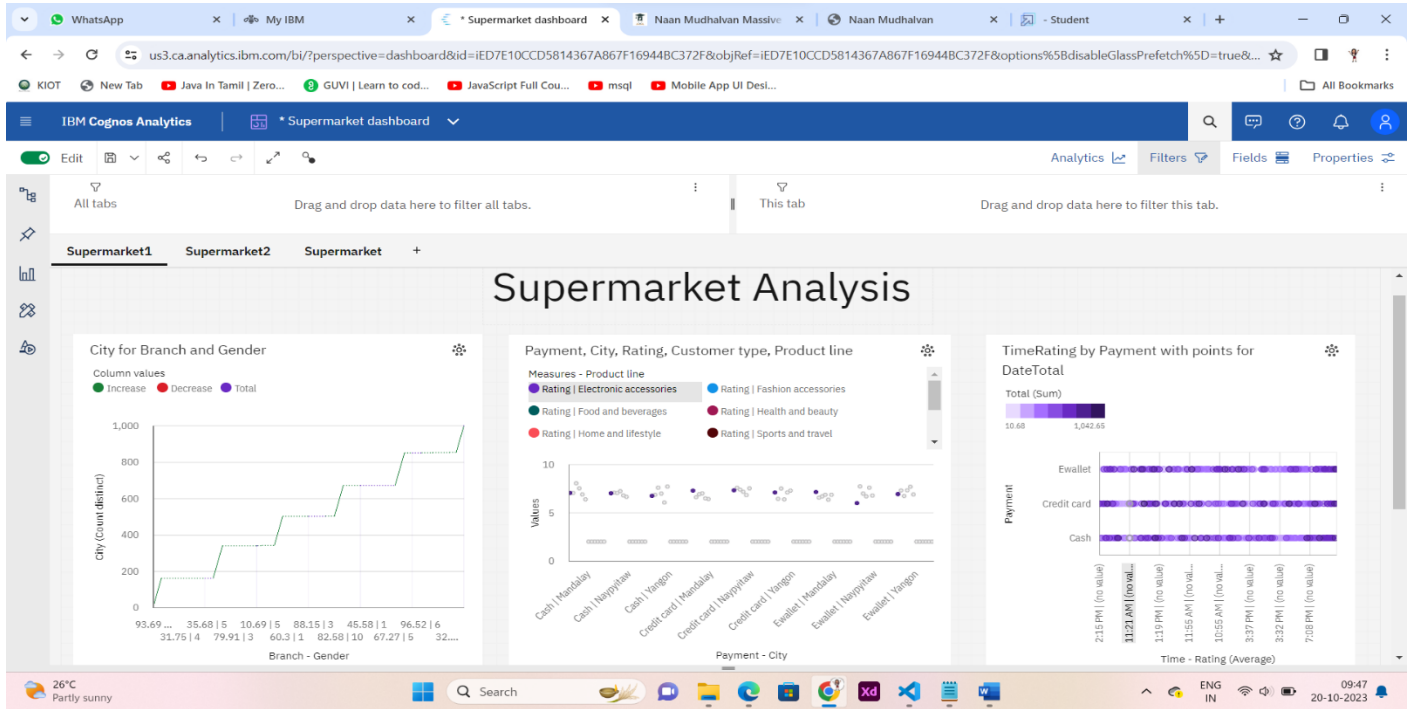 WhatsApp
My IBM
* Supermarket dashboard
Naan Mudhalvan Massive
Naan Mudhalvan
- Student
us3.ca.analytics.ibm.com/bi/?perspective=dashboard&id=iED7E10CCD5814367A867F16944BC372F&objRef=iED7E10CCD5814367A867F16944BC372F&options%5BdisableGlassPrefetch%5D=true&...
KIOT
New Tab
Java In Tamil | Zero...
GUVI | Learn to cod...
JavaScript Full Cou...
msql
Mobile App UI Desi...
All Bookmarks
IBM Cognos Analytics
* Supermarket dashboard
Edit
Analytics
Filters
Fields
Properties
All tabs
Drag and drop data here to filter all tabs.
This tab
Drag and drop data here to filter this tab.
Supermarket1
Supermarket2
Supermarket
+
Supermarket Analysis
City for Branch and Gender
Column values
Increase
Decrease
Total
City (Count distinct)
1,000
800
600
400
200
0
93.69 ... 35.68 | 5 10.69 | 5 88.15 | 3 45.58 | 1 96.52 | 6
31.75 | 4 79.91 | 3 60.3 | 1 82.58 | 10 67.27 | 5 32....
Branch - Gender
Payment, City, Rating, Customer type, Product line
Measures - Product line
Rating | Electronic accessories
Rating | Fashion accessories
Rating | Food and beverages
Rating | Health and beauty
Rating | Home and lifestyle
Rating | Sports and travel
Values
10
5
0
Cash | Mandalay
Cash | Naypyitaw
Cash | Yangon
Credit card | Mandalay
Credit card | Naypyitaw
Credit card | Yangon
Ewallet | Mandalay
Ewallet | Naypyitaw
Ewallet | Yangon
Payment - City
TimeRating by Payment with points for
DateTotal
Total (Sum)
10.68 1,042.65
Payment
Ewallet
Credit card
Cash
2:15 PM | (no value)
11:21 AM | (no val...
1:19 PM | (no value)
11:55 AM | (no val...
10:55 AM | (no val...
3:37 PM | (no value)
3:32 PM | (no value)
7:08 PM | (no value)
Time - Rating (Average)
26°C
Partly sunny
Search
Xd
ENG
IN
09:47
20-10-2023